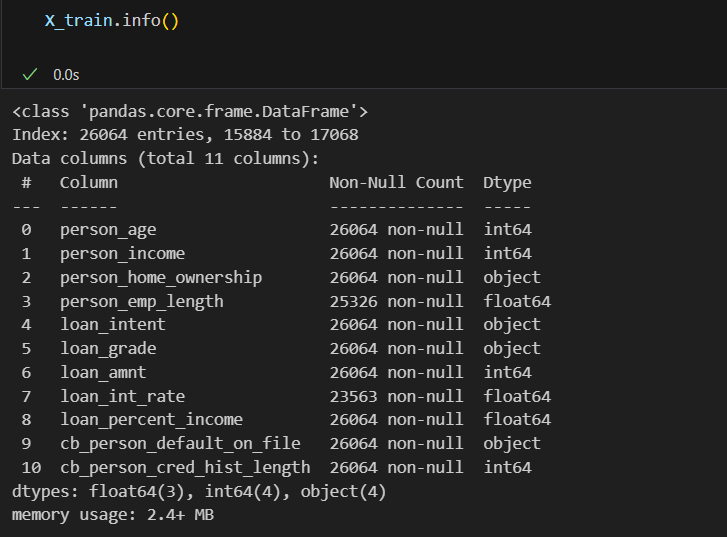 X_train.info()
0.0s
<class 'pandas.core.frame.DataFrame'>
Index: 26064 entries, 15884 to 17068
Data columns (total 11 columns):
 #   Column                      Non-Null Count  Dtype
---  ------                      --------------  -----
 0   person_age                  26064 non-null  int64
 1   person_income               26064 non-null  int64
 2   person_home_ownership       26064 non-null  object
 3   person_emp_length           25326 non-null  float64
 4   loan_intent                 26064 non-null  object
 5   loan_grade                  26064 non-null  object
 6   loan_amnt                   26064 non-null  int64
 7   loan_int_rate               23563 non-null  float64
 8   loan_percent_income         26064 non-null  float64
 9   cb_person_default_on_file   26064 non-null  object
 10  cb_person_cred_hist_length  26064 non-null  int64
dtypes: float64(3), int64(4), object(4)
memory usage: 2.4+ MB